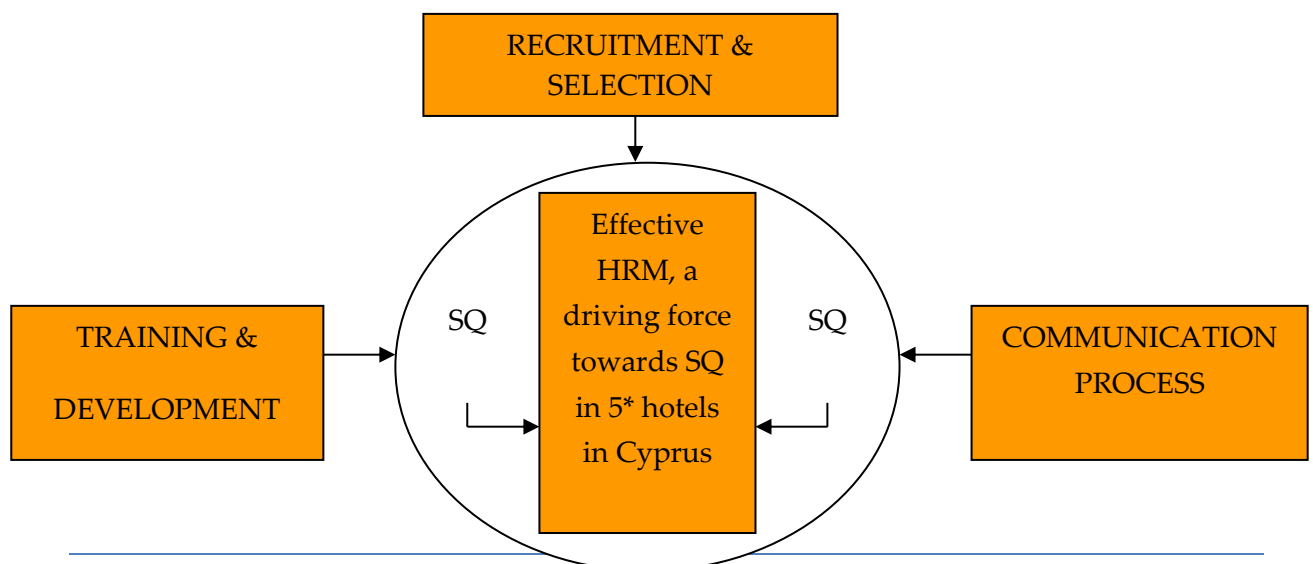 RECRUITMENT &
SELECTION
TRAINING &
DEVELOPMENT
SQ
Effective
HRM, a
driving force
towards SQ
in 5* hotels
in Cyprus
SQ
COMMUNICATION
PROCESS